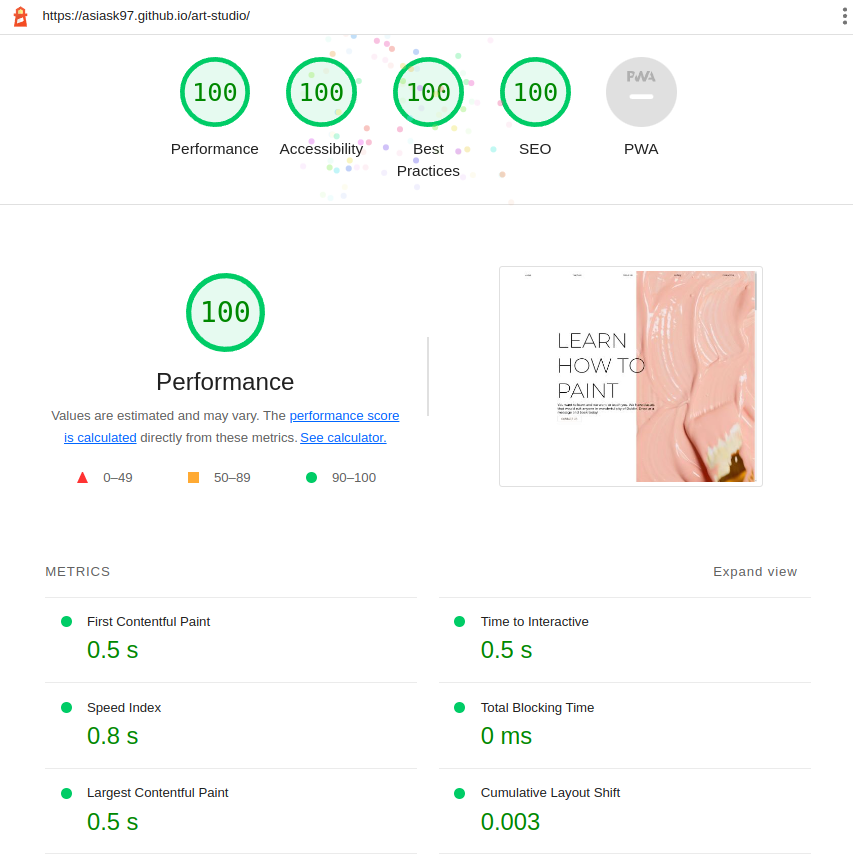 https://asiask97.github.io/art-studio/
100 100 100 100 PWA
Performance Accessibility Best Practices SEO PWA
100
Performance
Values are estimated and may vary. The performance score
is calculated directly from these metrics. See calculator.
0–49 50–89 90–100
LEARN
HOW TO
PAINT
METRICS Expand view
First Contentful Paint
0.5 s
Time to Interactive
0.5 s
Speed Index
0.8 s
Total Blocking Time
0 ms
Largest Contentful Paint
0.5 s
Cumulative Layout Shift
0.003